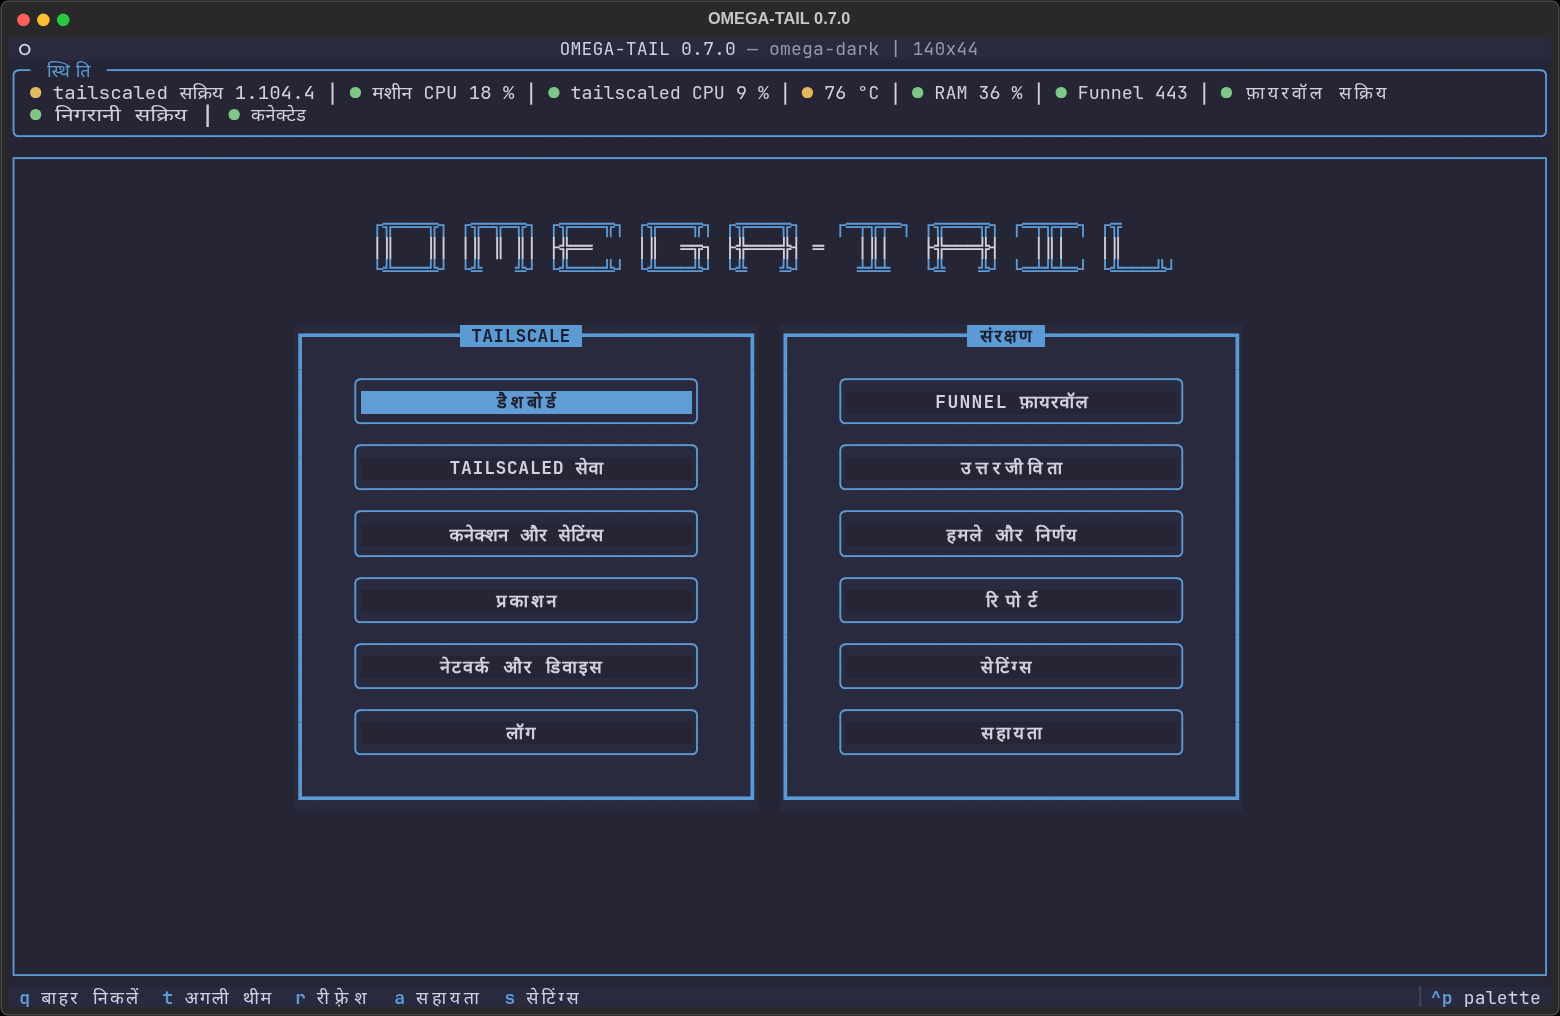 OMEGA-TAIL 0.7.0
OMEGA-TAIL 0.7.0 — omega-dark | 140x44
स्थिति
● tailscaled सक्रिय 1.104.4 | ● मशीन CPU 18 % | ● tailscaled CPU 9 % | ● 76 °C | ● RAM 36 % | ● Funnel 443 | ● फ़ायरवॉल सक्रिय
● निगरानी सक्रिय | ● कनेक्टेड
OMEGA-TAIL
TAILSCALE
डैशबोर्ड
TAILSCALED सेवा
कनेक्शन और सेटिंग्स
प्रकाशन
नेटवर्क और डिवाइस
लॉग
संरक्षण
FUNNEL फ़ायरवॉल
उत्तरजीविता
हमले और निर्णय
रिपोर्ट
सेटिंग्स
सहायता
q बाहर निकलें t अगली थीम r रीफ़्रेश a सहायता s सेटिंग्स ^p palette